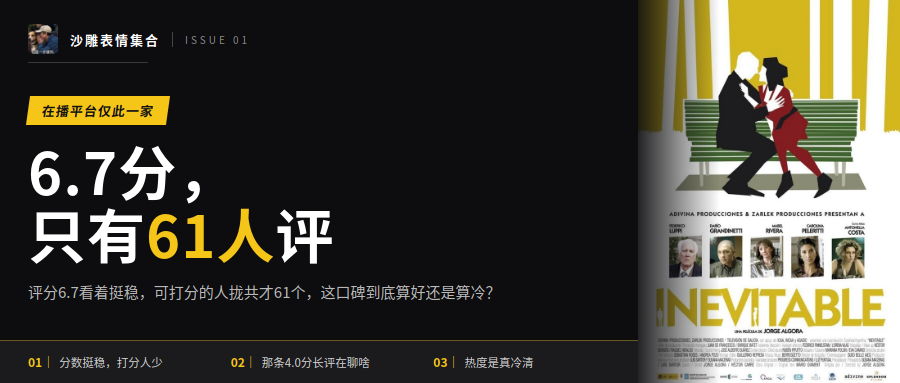 沙雕表情集合
ISSUE 01
在播平台仅此一家
6.7分，
只有61人评
评分6.7看着挺稳，可打分的人拢共才61个，这口碑到底算好还是算冷？
01 分数挺稳，打分人少
02 那条4.0分长评在聊啥
03 热度是真冷清
ADIVINA PRODUCCIONES & ZARLEK PRODUCCIONES PRESENTAN A
FEDERICO LUPPI
DARÍO GRANDINETTI
MABEL RIVERA
CAROLINA PELERITTI
ANTONELLA COSTA
INEVITABLE
UNA PELÍCULA DE JORGE ALGORA